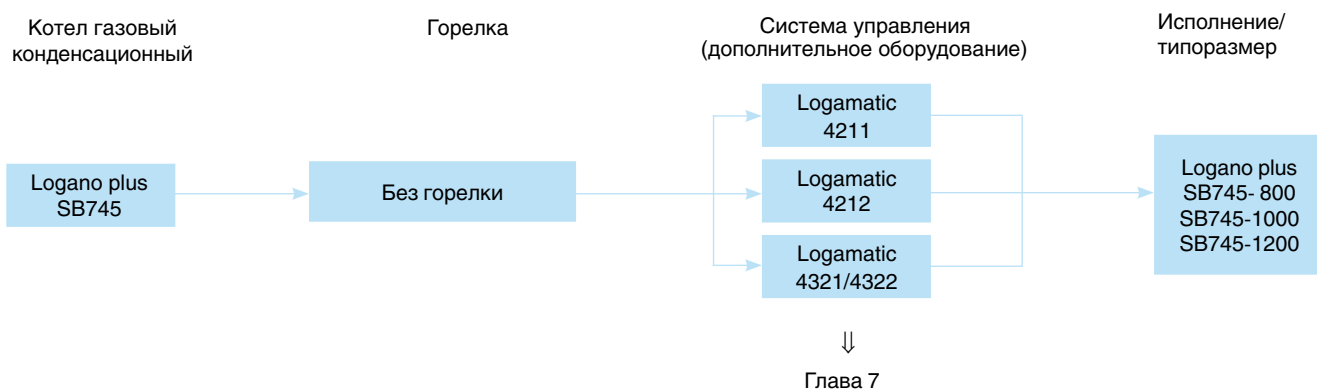 Котел газовый
конденсационный
Горелка
Система управления
(дополнительное оборудование)
Исполнение/
типоразмер
Logano plus
SB745
Без горелки
Logamatic
4211
Logamatic
4212
Logamatic
4321/4322
Logano plus
SB745- 800
SB745-1000
SB745-1200
⇓
Глава 7